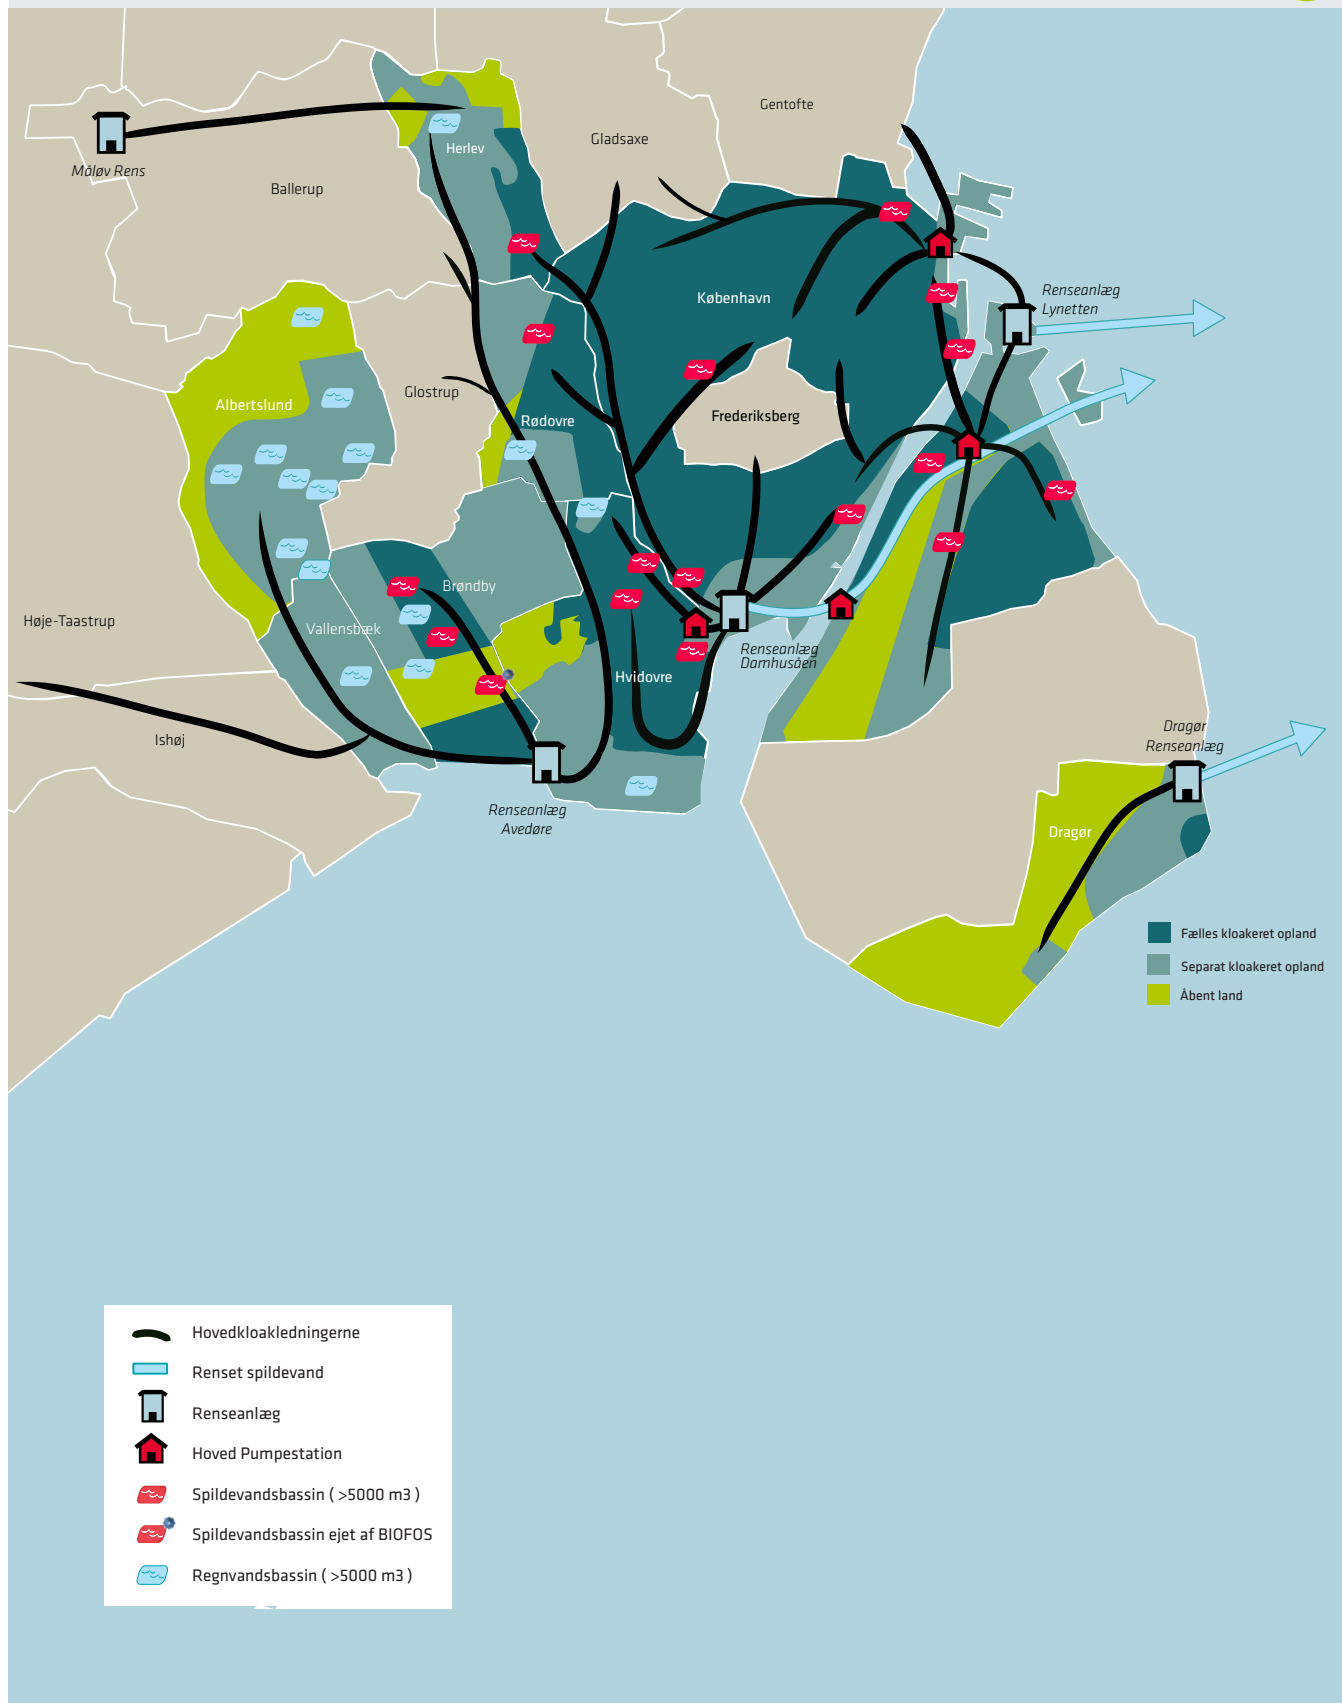 Gentofte
Gladsaxe
Herlev
Måløv Rens
Ballerup
København
Renseanlæg
Lynetten
Glostrup
Albertslund
Rødovre
Frederiksberg
Brøndby
Høje-Taastrup
Vallensbæk
Renseanlæg
Damhusåen
Hvidovre
Ishøj
Dragør
Renseanlæg
Renseanlæg
Avedøre
Dragør
Fælles kloakeret opland
Separat kloakeret opland
Åbent land
Hovedkloakledningerne
Renset spildevand
Renseanlæg
Hoved Pumpestation
Spildevandsbassin ( >5000 m3 )
Spildevandsbassin ejet af BIOFOS
Regnvandsbassin ( >5000 m3 )